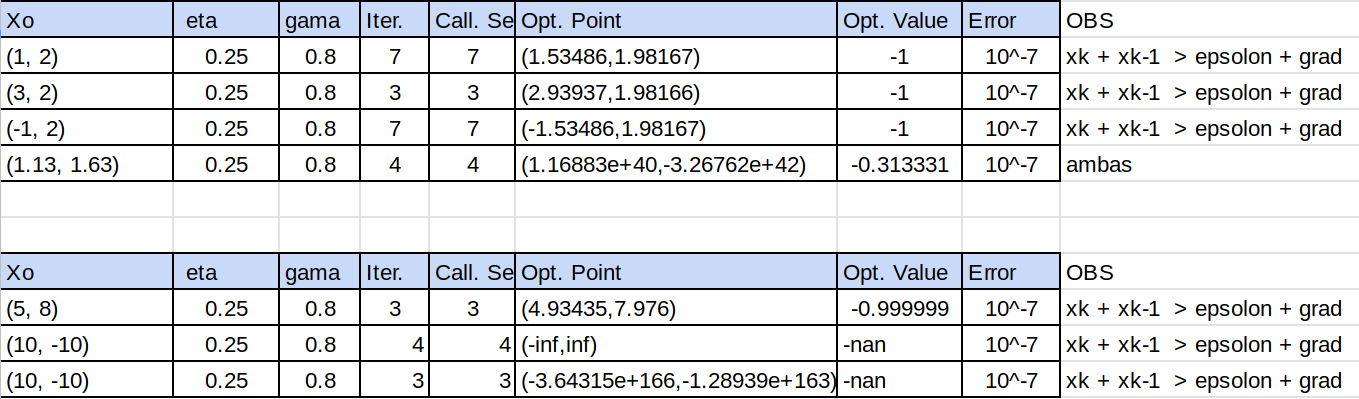 Xo eta gama Iter. Call. Se Opt. Point Opt. Value Error OBS
(1, 2) 0.25 0.8 7 7 (1.53486,1.98167) -1 10^-7 xk + xk-1 > epsolon + grad
(3, 2) 0.25 0.8 3 3 (2.93937,1.98166) -1 10^-7 xk + xk-1 > epsolon + grad
(-1, 2) 0.25 0.8 7 7 (-1.53486,1.98167) -1 10^-7 xk + xk-1 > epsolon + grad
(1.13, 1.63) 0.25 0.8 4 4 (1.16883e+40,-3.26762e+42) -0.313331 10^-7 ambas
Xo eta gama Iter. Call. Se Opt. Point Opt. Value Error OBS
(5, 8) 0.25 0.8 3 3 (4.93435,7.976) -0.999999 10^-7 xk + xk-1 > epsolon + grad
(10, -10) 0.25 0.8 4 4 (-inf,inf) -nan 10^-7 xk + xk-1 > epsolon + grad
(10, -10) 0.25 0.8 3 3 (-3.64315e+166,-1.28939e+163) -nan 10^-7 xk + xk-1 > epsolon + grad